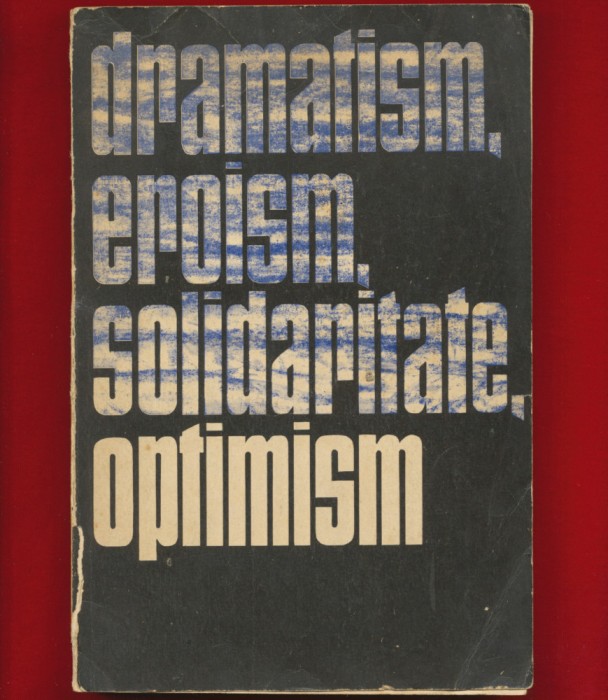 dramatism,
eroism,
solidaritate,
optimism